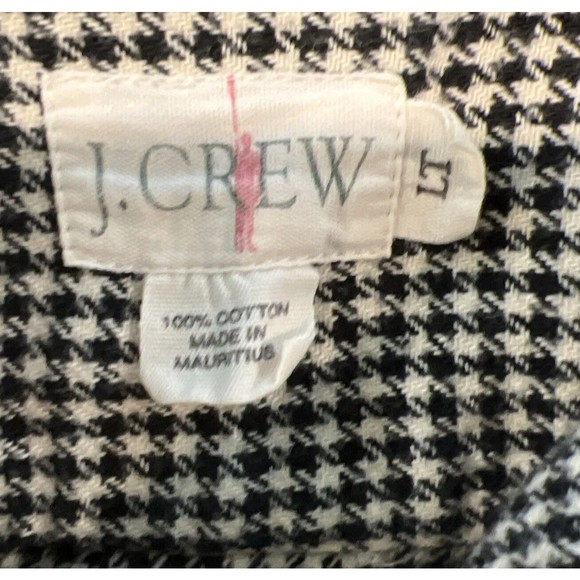 J.CREW
LT
100% COTTON
MADE IN
MAURITIUS